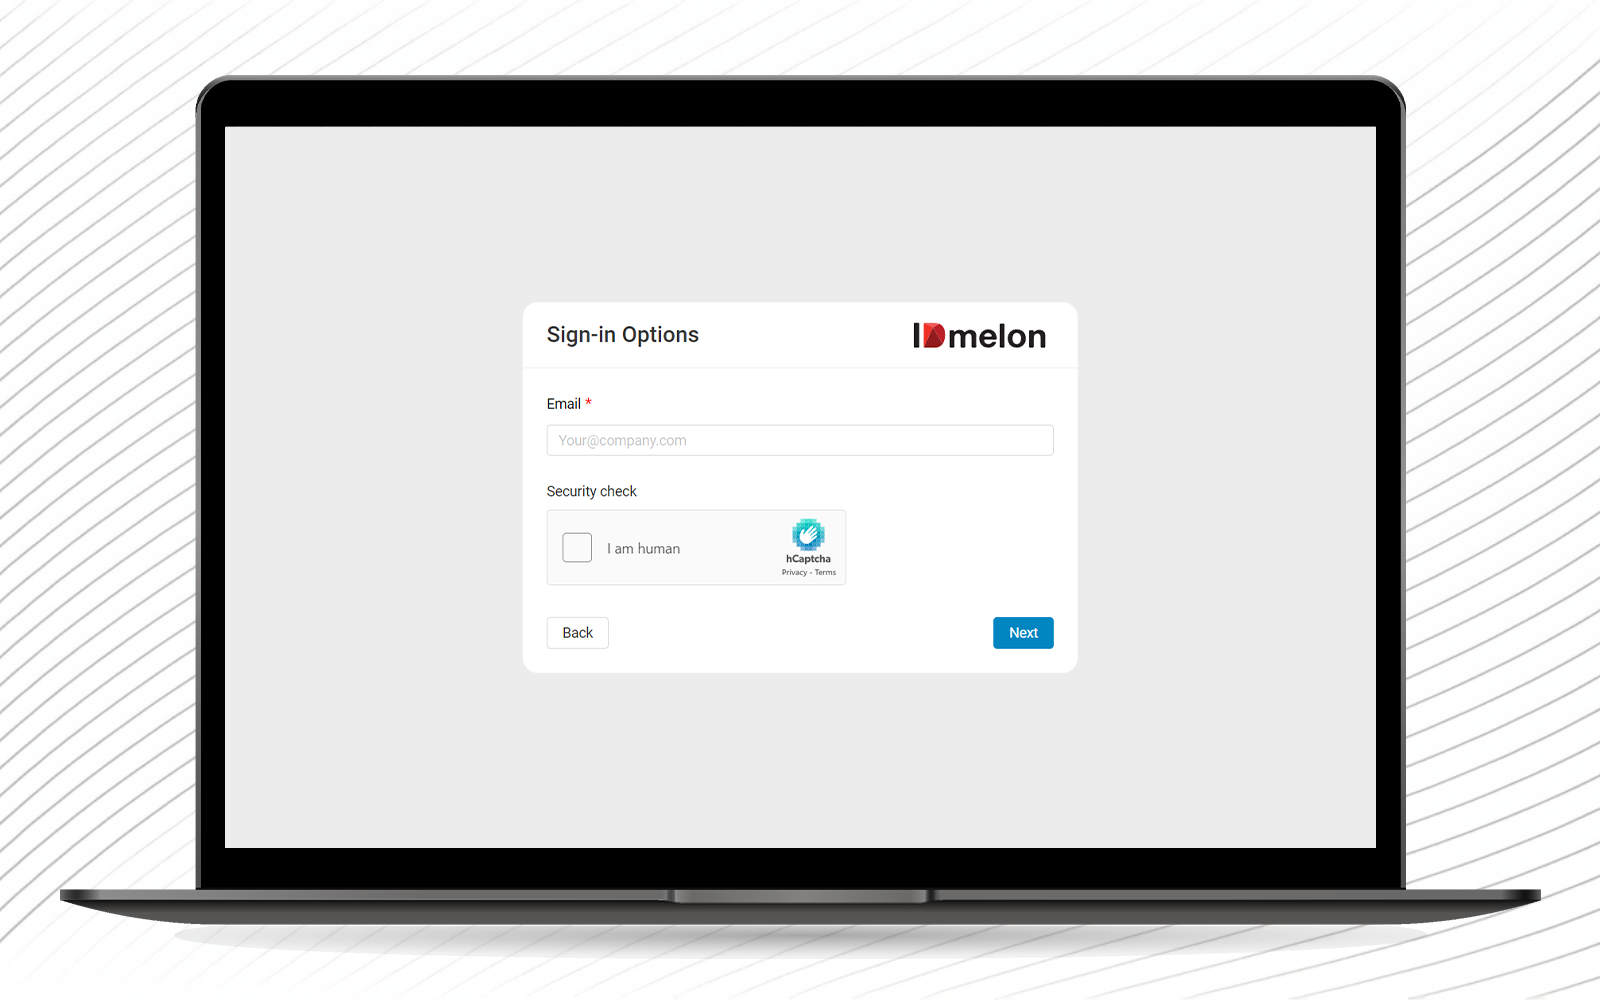 Sign-in Options
IDmelon
Email *
Your@company.com
Security check
I am human
hCaptcha
Privacy - Terms
Back
Next